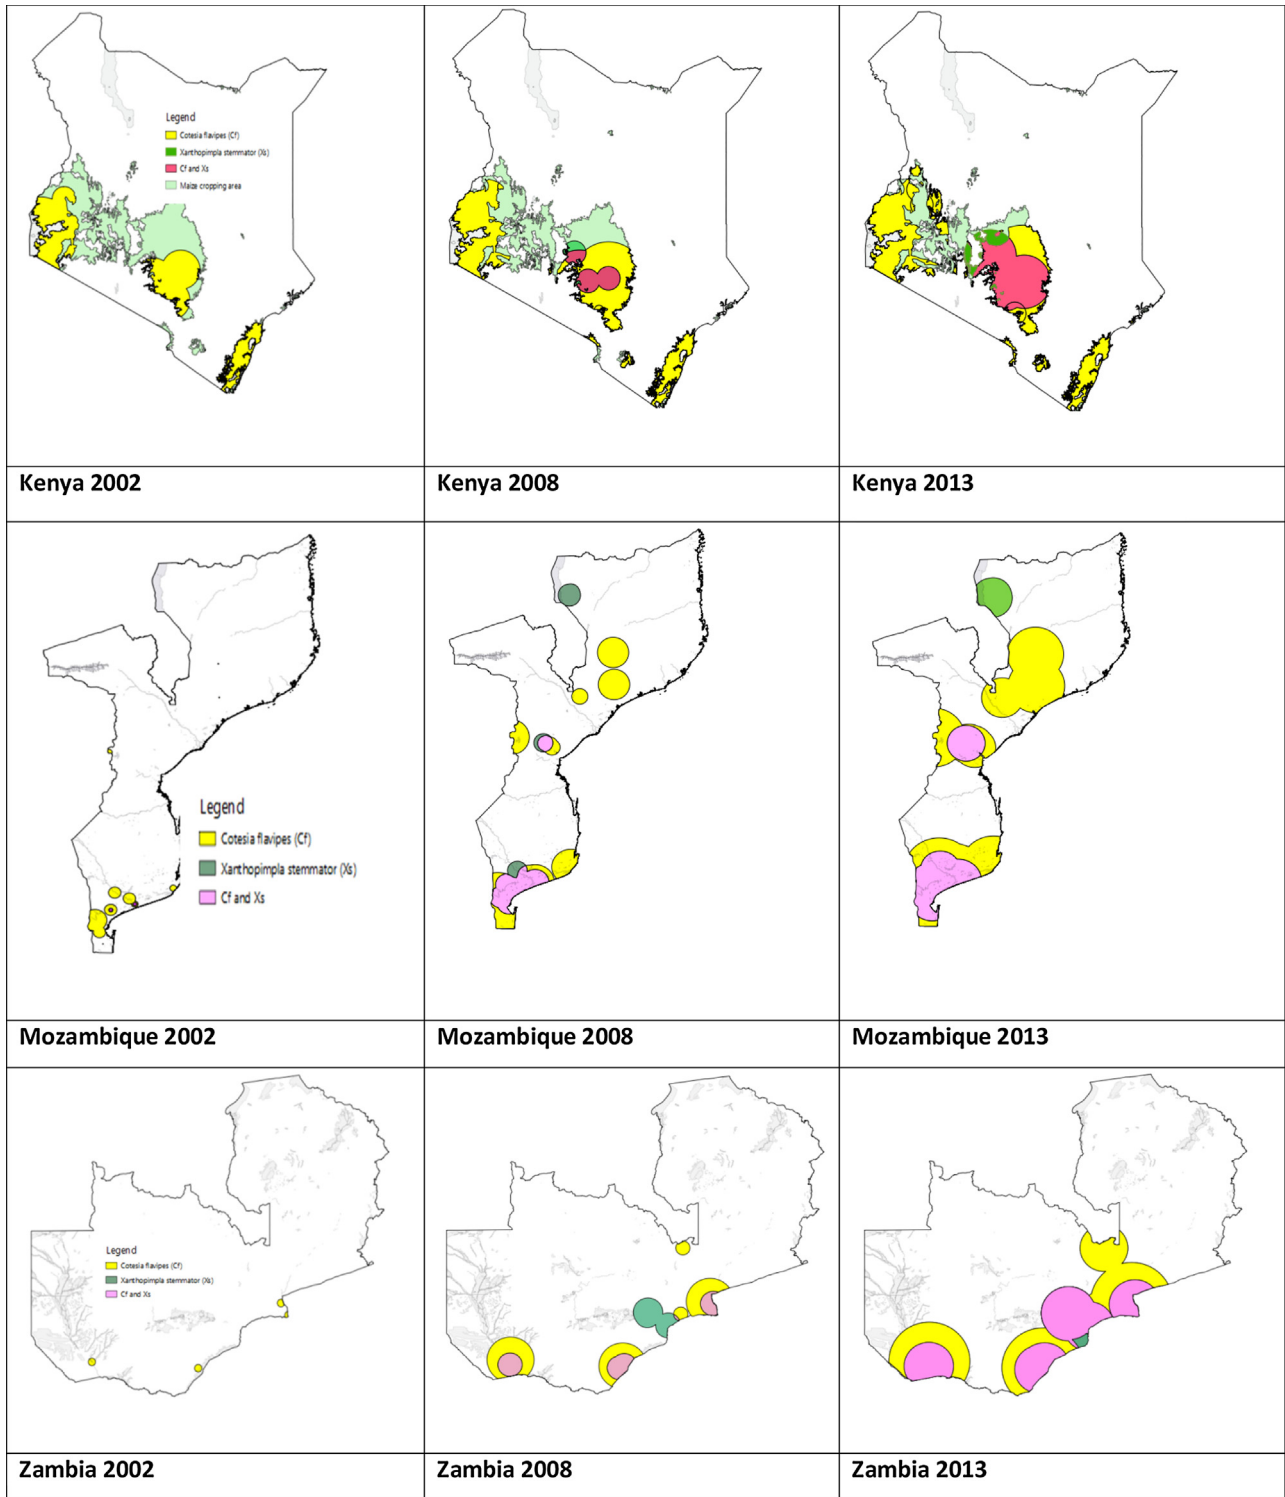 Legend
Cotesia flavipes (Cf)
Xanthopimpla stemmator (Xs)
Cf and Xs
Maize cropping area
Kenya 2002
Kenya 2008
Kenya 2013
Legend
Cotesia flavipes (Cf)
Xanthopimpla stemmator (Xs)
Cf and Xs
Mozambique 2002
Mozambique 2008
Mozambique 2013
Legend
Cotesia flavipes (Cf)
Xanthopimpla stemmator (Xs)
Cf and Xs
Zambia 2002
Zambia 2008
Zambia 2013